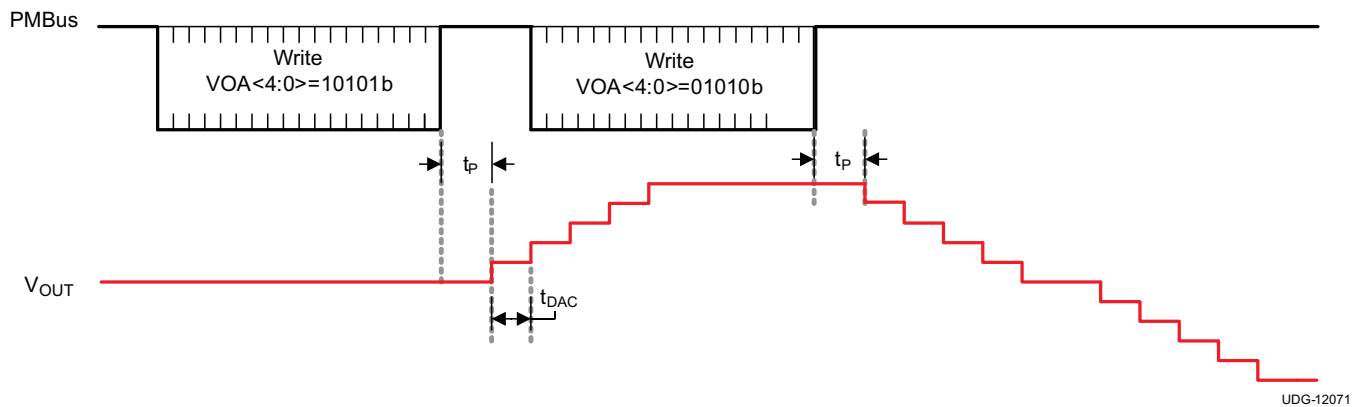 PMBus
Write
VOA<4:0>=10101b
Write
VOA<4:0>=01010b
tP
tP
VOUT
tDAC
UDG-12071